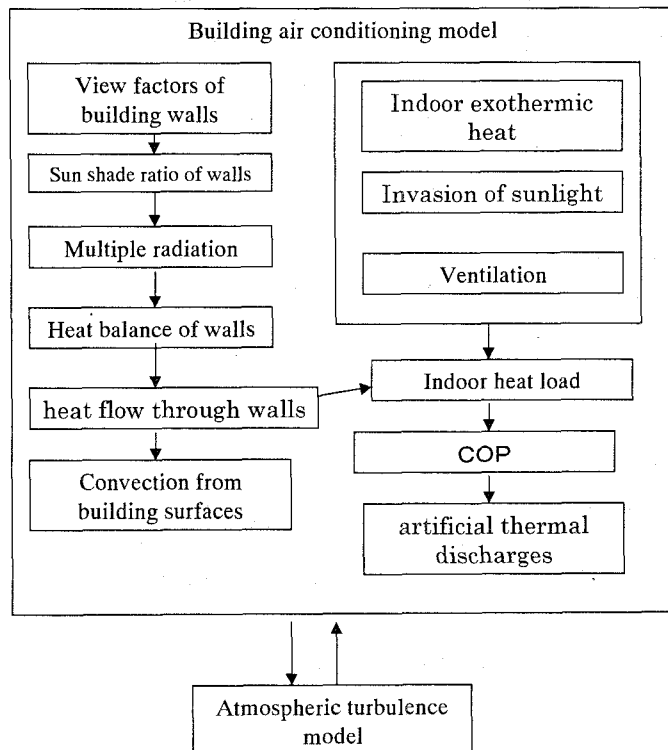 Building air conditioning model
View factors of
building walls
Sun shade ratio of walls
Multiple radiation
Heat balance of walls
heat flow through walls
Convection from
building surfaces
Indoor exothermic
heat
Invasion of sunlight
Ventilation
Indoor heat load
COP
artificial thermal
discharges
Atmospheric turbulence
model